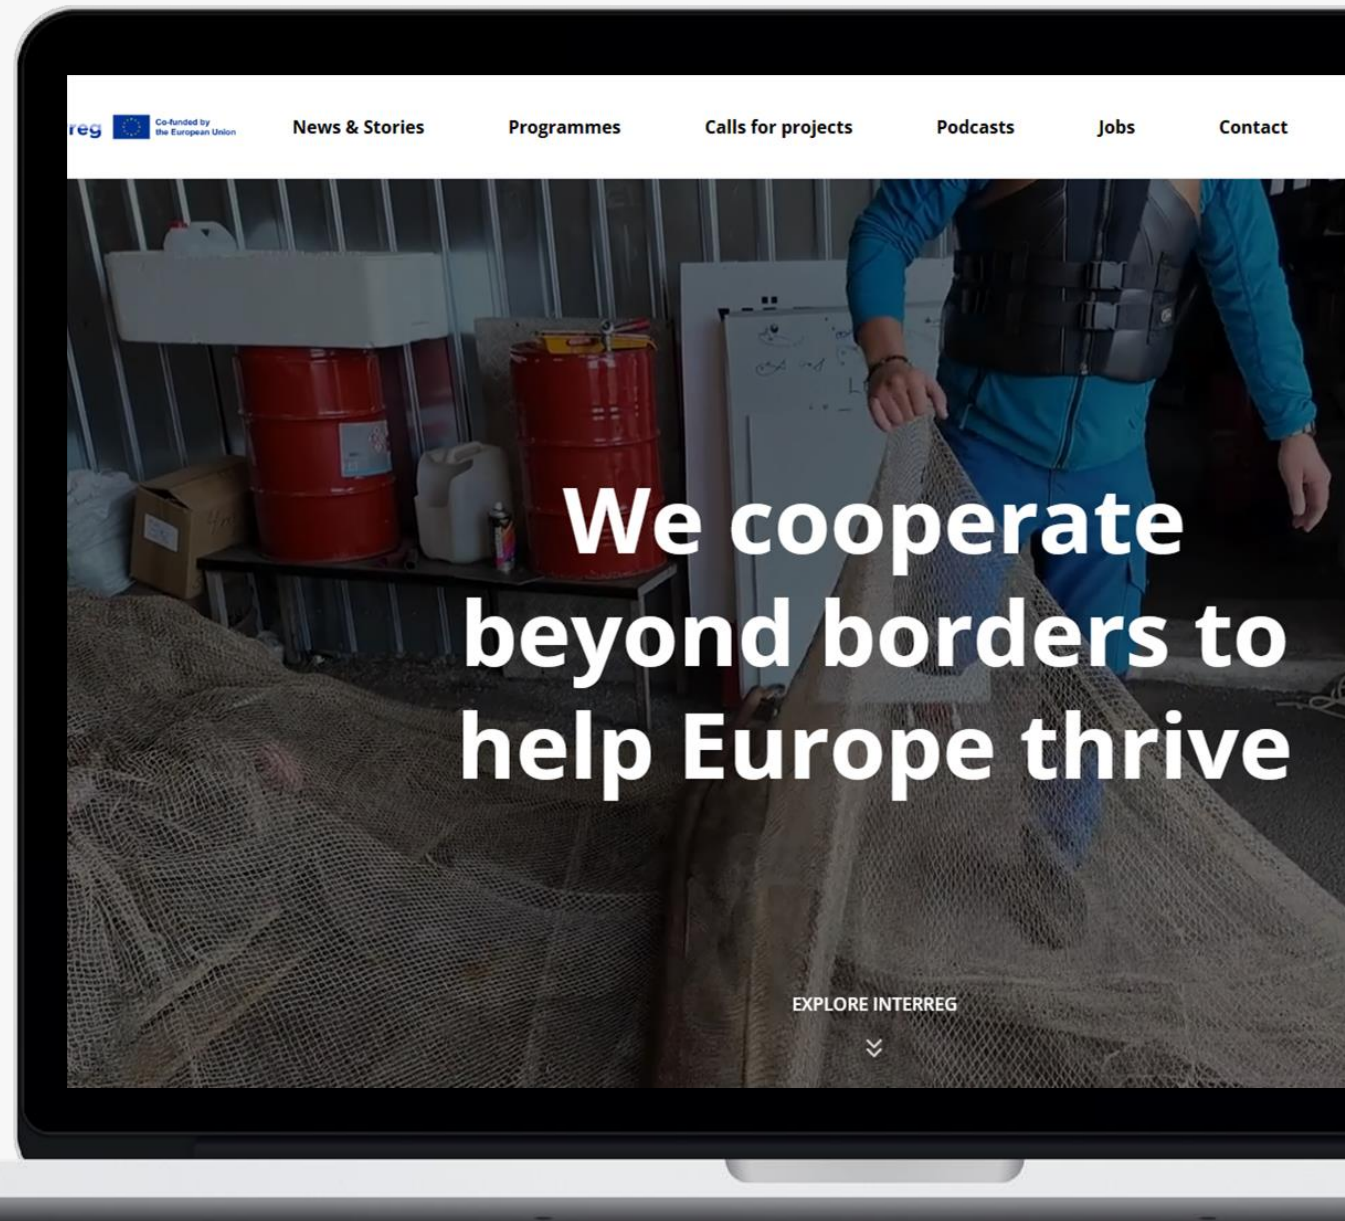 reg
Co-funded by
the European Union
News & Stories
Programmes
Calls for projects
Podcasts
Jobs
Contact
We cooperate
beyond borders to
help Europe thrive
EXPLORE INTERREG